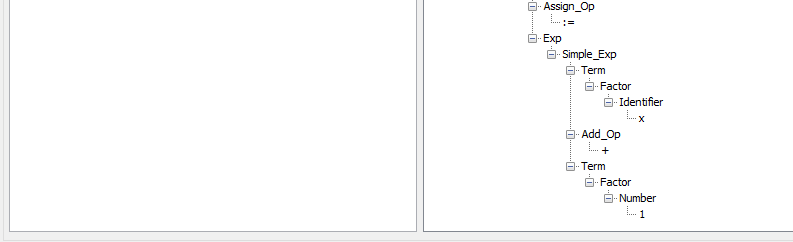 Assign_Op
:=
Exp
Simple_Exp
Term
Factor
Identifier
x
Add_Op
+
Term
Factor
Number
1